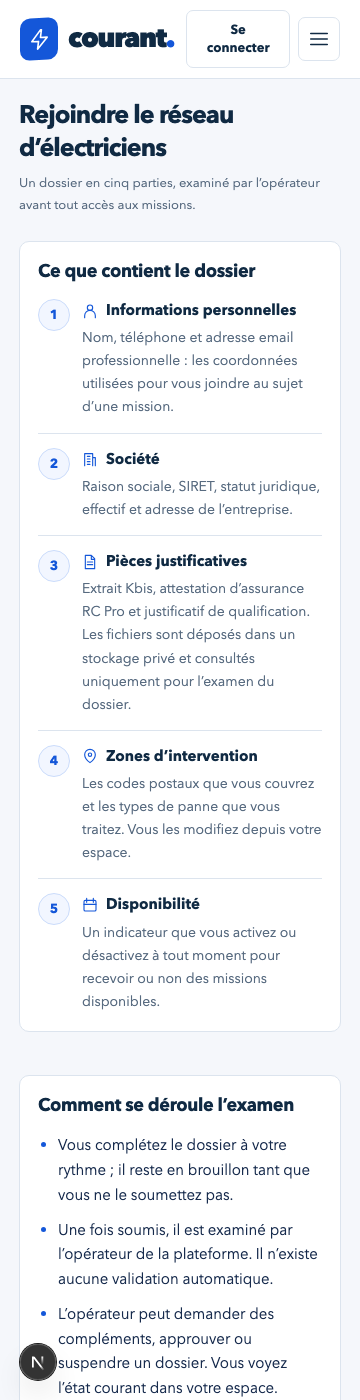 courant.
Se
connecter
Rejoindre le réseau
d’électriciens
Un dossier en cinq parties, examiné par l’opérateur
avant tout accès aux missions.
Ce que contient le dossier
1
Informations personnelles
Nom, téléphone et adresse email
professionnelle : les coordonnées
utilisées pour vous joindre au sujet
d’une mission.
2
Société
Raison sociale, SIRET, statut juridique,
effectif et adresse de l’entreprise.
3
Pièces justificatives
Extrait Kbis, attestation d’assurance
RC Pro et justificatif de qualification.
Les fichiers sont déposés dans un
stockage privé et consultés
uniquement pour l’examen du
dossier.
4
Zones d’intervention
Les codes postaux que vous couvrez
et les types de panne que vous
traitez. Vous les modifiez depuis votre
espace.
5
Disponibilité
Un indicateur que vous activez ou
désactivez à tout moment pour
recevoir ou non des missions
disponibles.
Comment se déroule l’examen
• Vous complétez le dossier à votre
rythme ; il reste en brouillon tant que
vous ne le soumettez pas.
• Une fois soumis, il est examiné par
l’opérateur de la plateforme. Il n’existe
aucune validation automatique.
• L’opérateur peut demander des
compléments, approuver ou
suspendre un dossier. Vous voyez
l’état courant dans votre espace.
N